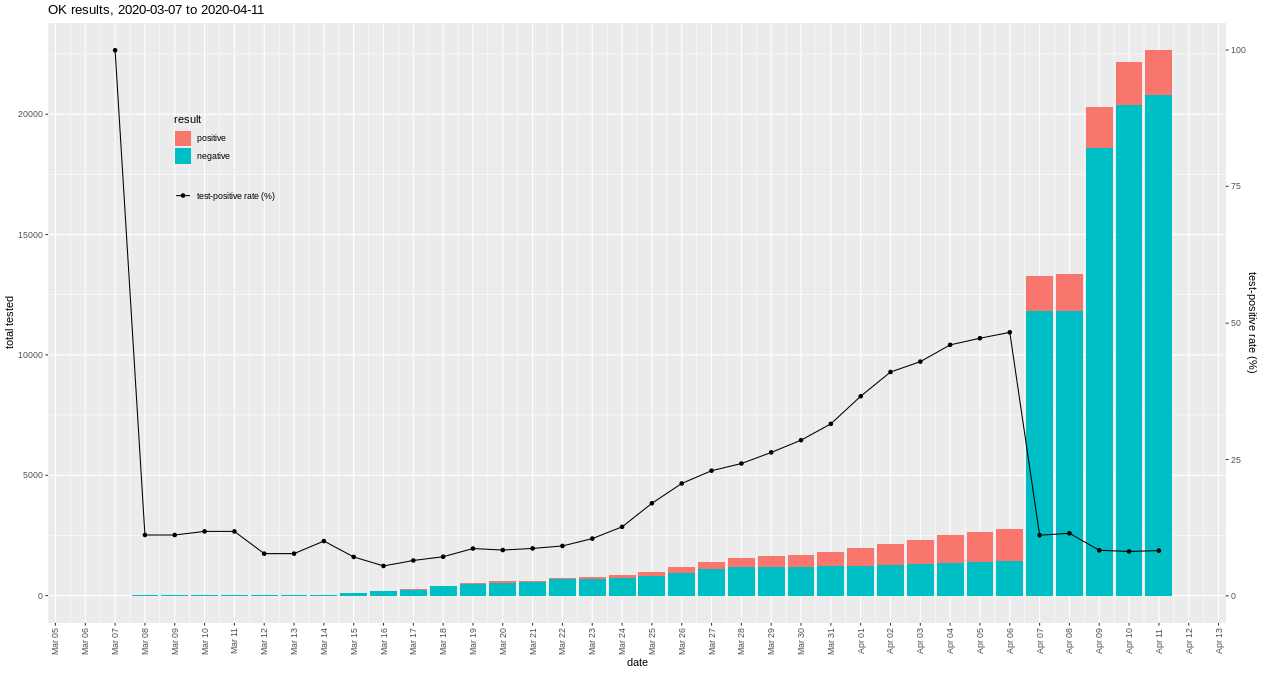 OK results, 2020-03-07 to 2020-04-11
total tested
20000
15000
10000
5000
0
result
positive
negative
test-positive rate (%)
100
75
50
25
0
test-positive rate (%)
Mar 05
Mar 06
Mar 07
Mar 08
Mar 09
Mar 10
Mar 11
Mar 12
Mar 13
Mar 14
Mar 15
Mar 16
Mar 17
Mar 18
Mar 19
Mar 20
Mar 21
Mar 22
Mar 23
Mar 24
Mar 25
Mar 26
Mar 27
Mar 28
Mar 29
Mar 30
Mar 31
Apr 01
Apr 02
Apr 03
Apr 04
Apr 05
Apr 06
Apr 07
Apr 08
Apr 09
Apr 10
Apr 11
Apr 12
Apr 13
date